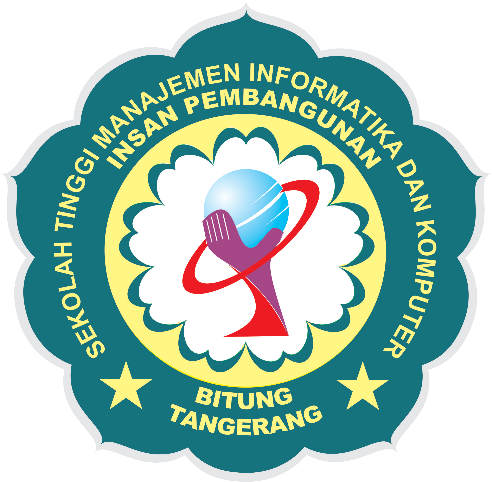 SEKOLAH TINGGI MANAJEMEN INFORMATIKA DAN KOMPUTER
INSAN PEMBANGUNAN
BITUNG
TANGERANG